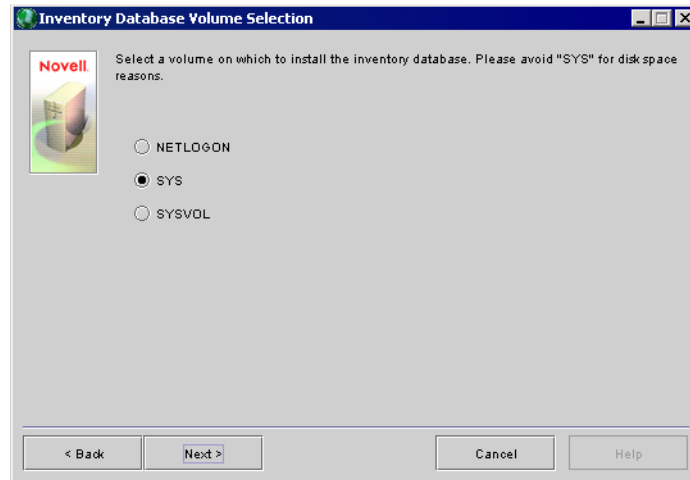 Inventory Database Volume Selection
Novell.
Select a volume on which to install the inventory database. Please avoid "SYS" for disk space
reasons.
NETLOGON
SYS
SYSVOL
< Back
Next >
Cancel
Help